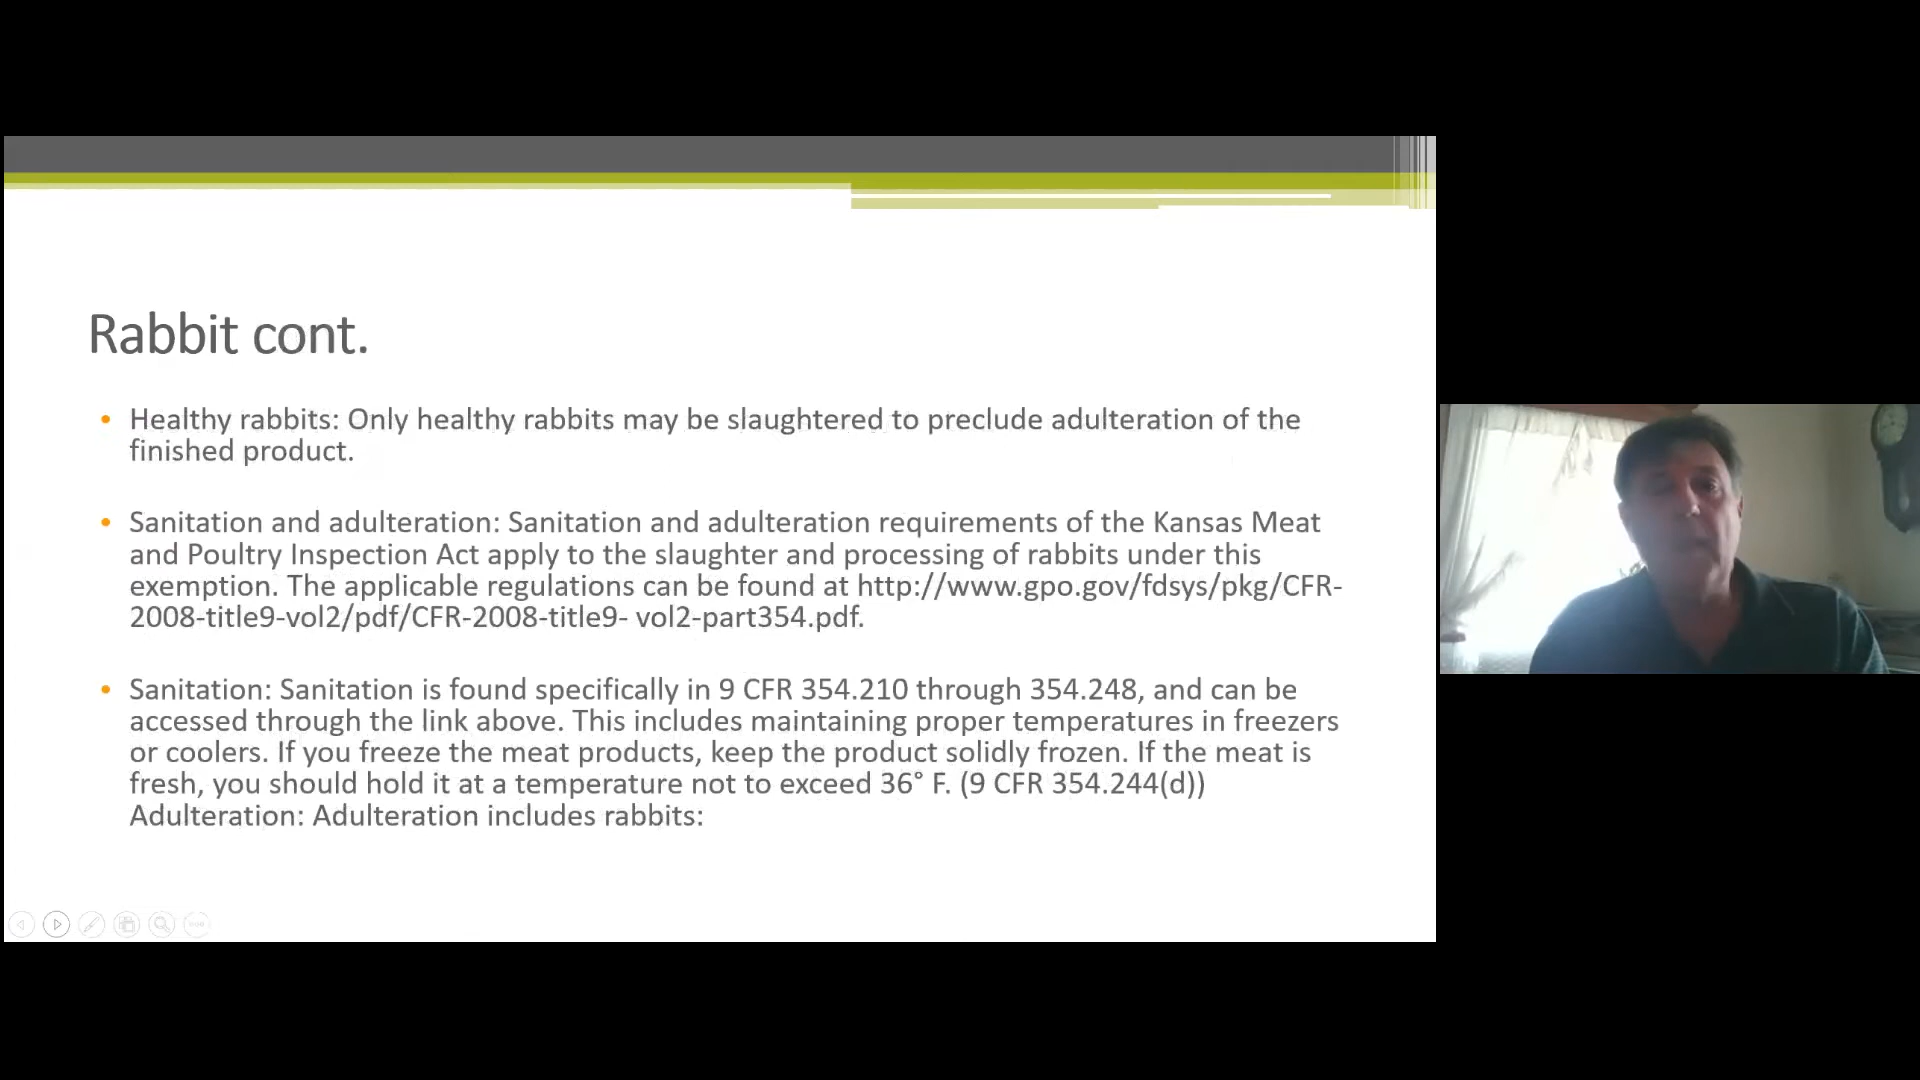 Rabbit cont.
• Healthy rabbits: Only healthy rabbits may be slaughtered to preclude adulteration of the
finished product.
• Sanitation and adulteration: Sanitation and adulteration requirements of the Kansas Meat
and Poultry Inspection Act apply to the slaughter and processing of rabbits under this
exemption. The applicable regulations can be found at http://www.gpo.gov/fdsys/pkg/CFR-
2008-title9-vol2/pdf/CFR-2008-title9- vol2-part354.pdf.
• Sanitation: Sanitation is found specifically in 9 CFR 354.210 through 354.248, and can be
accessed through the link above. This includes maintaining proper temperatures in freezers
or coolers. If you freeze the meat products, keep the product solidly frozen. If the meat is
fresh, you should hold it at a temperature not to exceed 36° F. (9 CFR 354.244(d))
Adulteration: Adulteration includes rabbits: